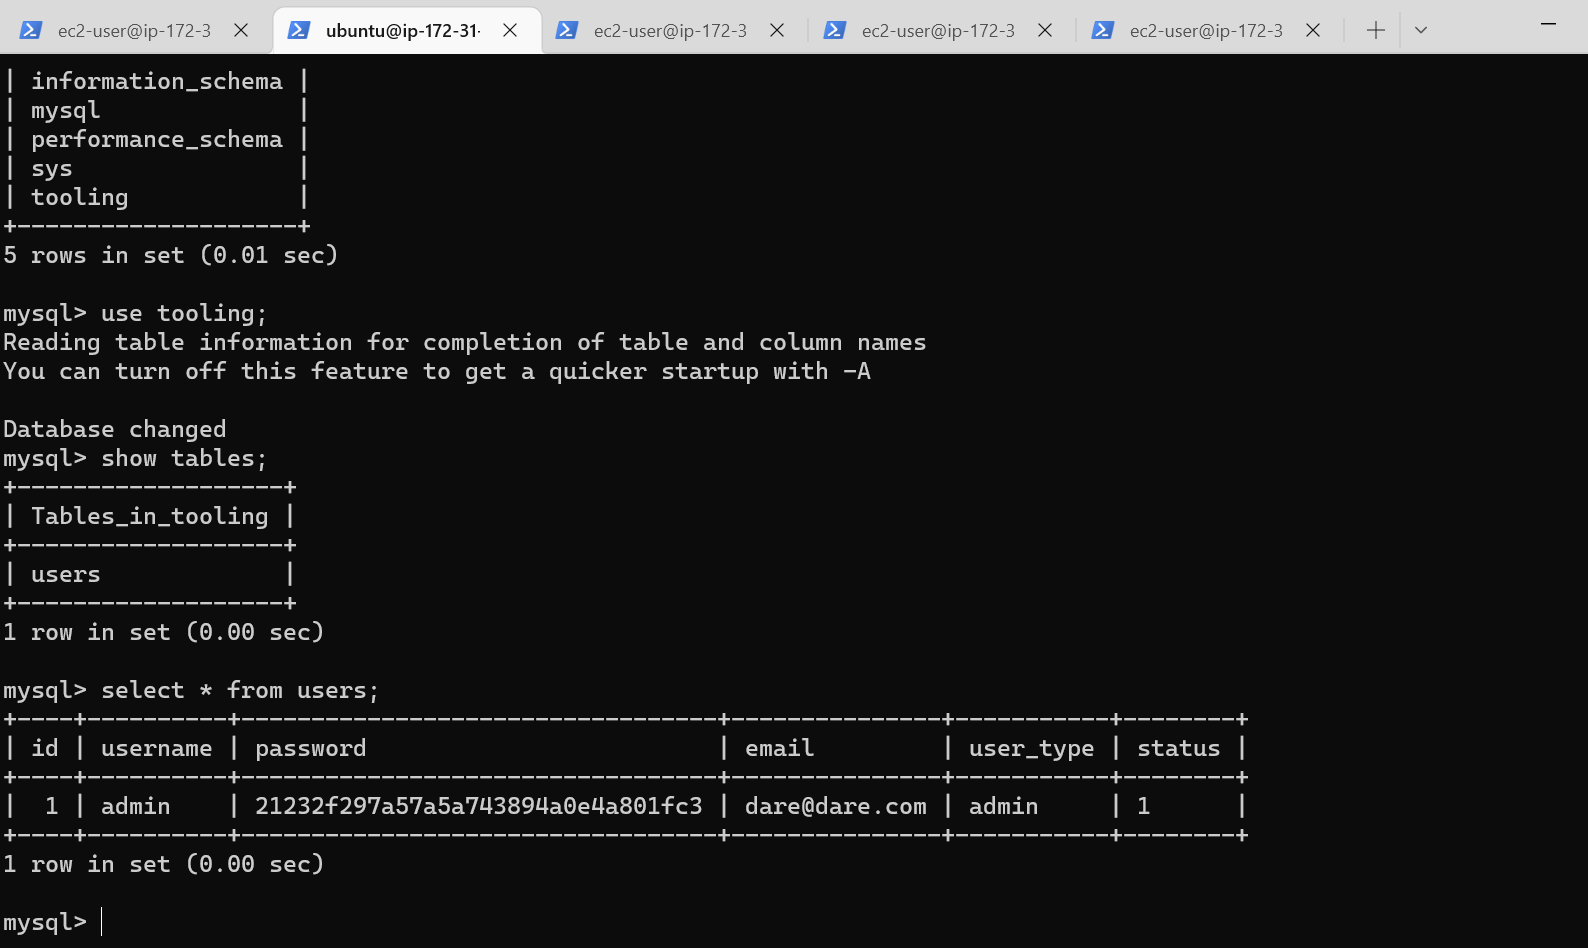 ec2-user@ip-172-3 ubuntu@ip-172-31- ec2-user@ip-172-3 ec2-user@ip-172-3 ec2-user@ip-172-3
| information_schema |
| mysql              |
| performance_schema |
| sys                |
| tooling            |
+--------------------+
5 rows in set (0.01 sec)

mysql> use tooling;
Reading table information for completion of table and column names
You can turn off this feature to get a quicker startup with -A

Database changed
mysql> show tables;
+-------------------+
| Tables_in_tooling |
+-------------------+
| users             |
+-------------------+
1 row in set (0.00 sec)

mysql> select * from users;
+----+----------+----------------------------------+---------------+-----------+--------+
| id | username | password                         | email         | user_type | status |
+----+----------+----------------------------------+---------------+-----------+--------+
|  1 | admin    | 21232f297a57a5a743894a0e4a801fc3 | dare@dare.com | admin     | 1      |
+----+----------+----------------------------------+---------------+-----------+--------+
1 row in set (0.00 sec)

mysql>